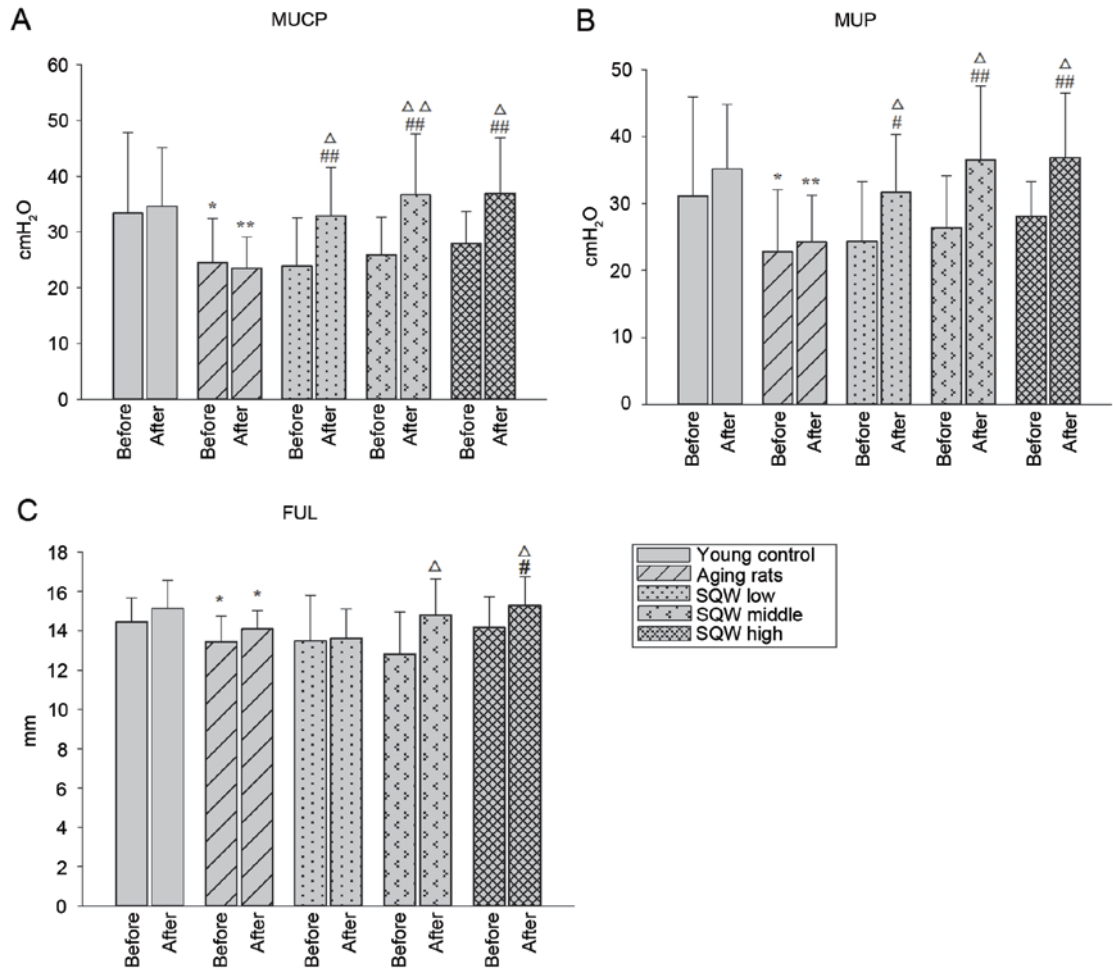 A
MUCP
60
50
40
30
20
10
0
cmH₂O
*
**
△
##
△ △
##
△
##
Before
After
Before
After
Before
After
Before
After
Before
After
B
MUP
50
40
30
20
10
0
cmH₂O
*
**
△
#
△
##
△
##
Before
After
Before
After
Before
After
Before
After
Before
After
C
FUL
18
16
14
12
10
8
6
4
2
0
mm
*
*
△
△
#
Before
After
Before
After
Before
After
Before
After
Before
After
Young control
Aging rats
SQW low
SQW middle
SQW high